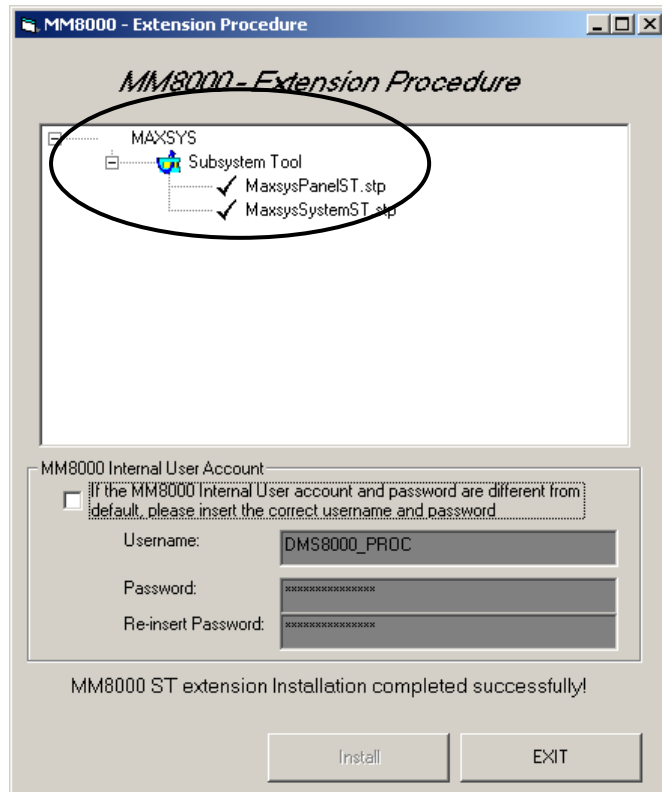 MM8000 - Extension Procedure
MM8000 - Extension Procedure
MAXSYS
Subsystem Tool
MaxsysPanelST.stp
MaxsysSystemST.stp
MM8000 Internal User Account
If the MM8000 Internal User account and password are different from
default, please insert the correct username and password
Username: DMS8000_PROC
Password: ***************
Re-insert Password: ***************
MM8000 ST extension Installation completed successfully!
Install EXIT